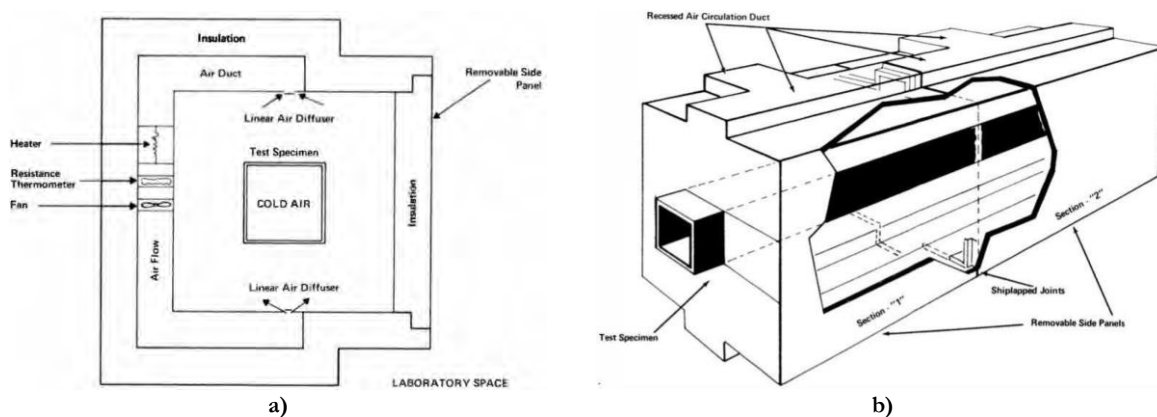 Insulation
Air Duct
Removable Side
Panel
Linear Air Diffuser
Heater
Test Specimen
Resistance
Thermometer
Fan
COLD AIR
Insulation
Air Flow
Linear Air Diffuser
LABORATORY SPACE
a)
Recessed Air Circulation Duct
Section - "2"
Shiplapped Joints
Section - "1"
Removable Side Panels
Test Specimen
b)